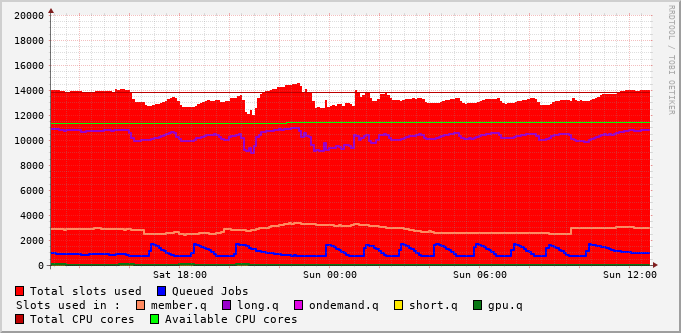 20000
18000
16000
14000
12000
10000
8000
6000
4000
2000
0
Sat 18:00 Sun 00:00 Sun 06:00 Sun 12:00
RRDTOOL / TOBI OETIKER
Total slots used Queued Jobs
Slots used in : member.q long.q ondemand.q short.q gpu.q
Total CPU cores Available CPU cores